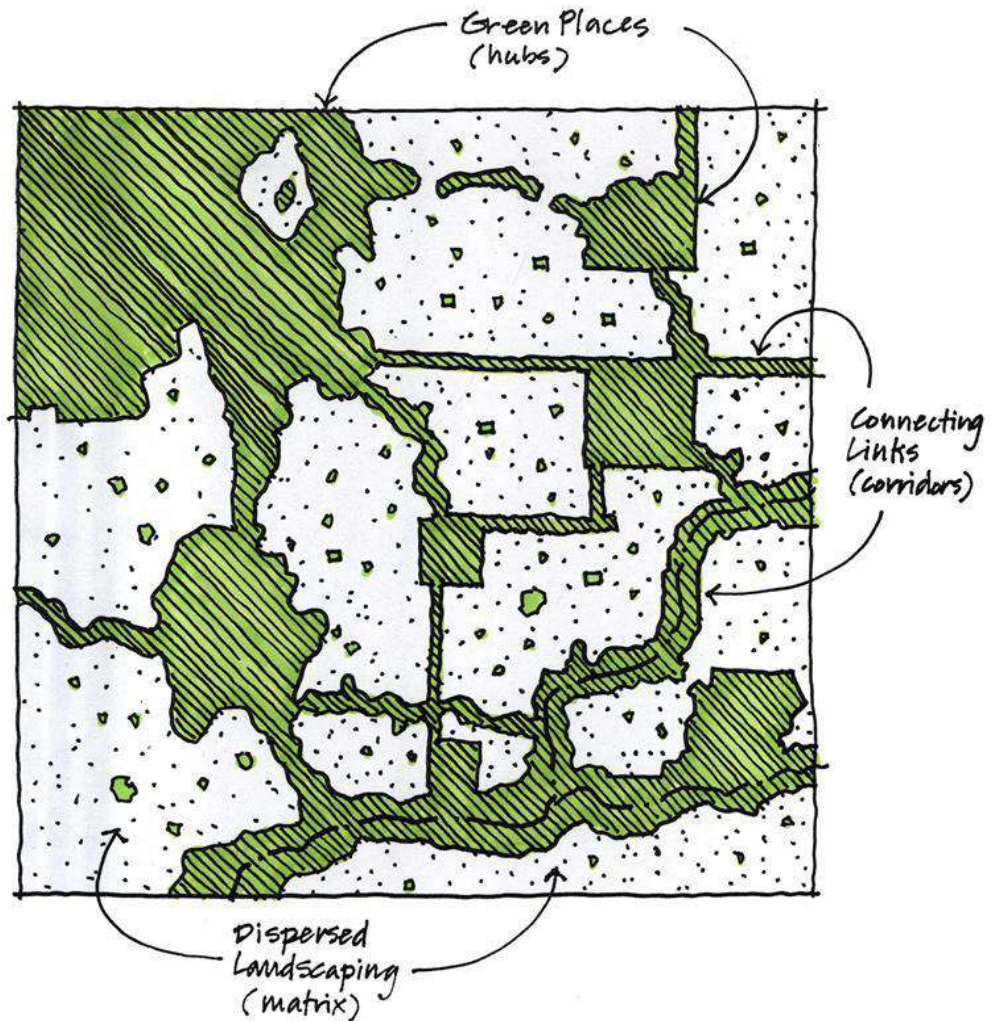 Green Places
(hubs)
Connecting
Links
(corridors)
Dispersed
Landscaping
(matrix)